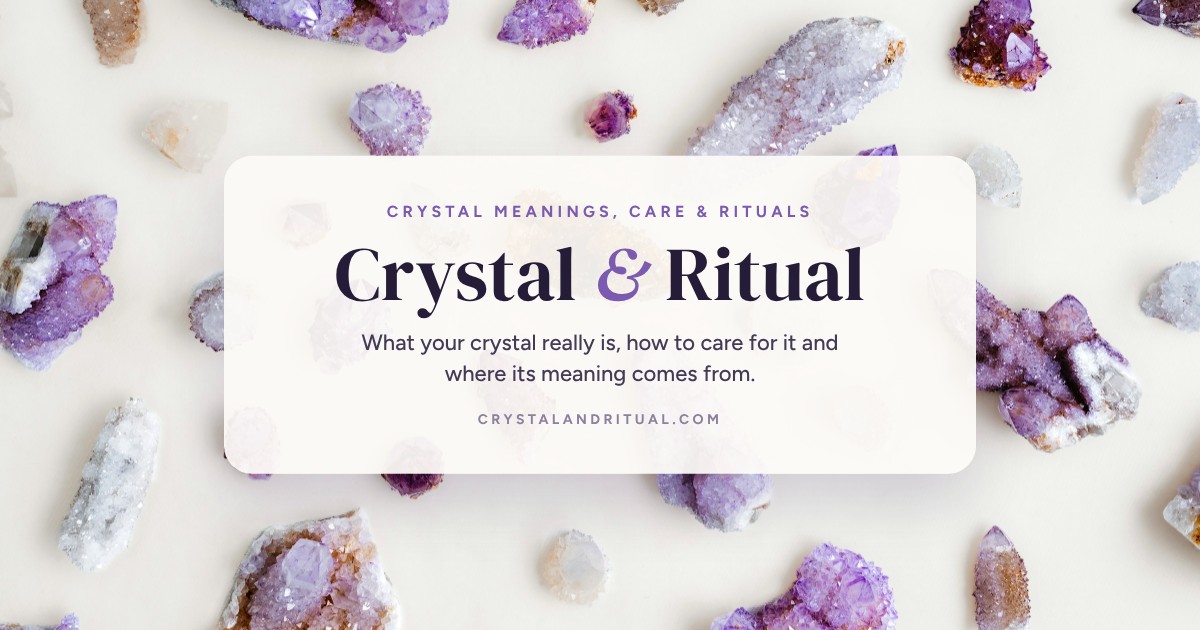 CRYSTAL MEANINGS, CARE & RITUALS
Crystal & Ritual
What your crystal really is, how to care for it and
where its meaning comes from.
CRYSTALANDRITUAL.COM